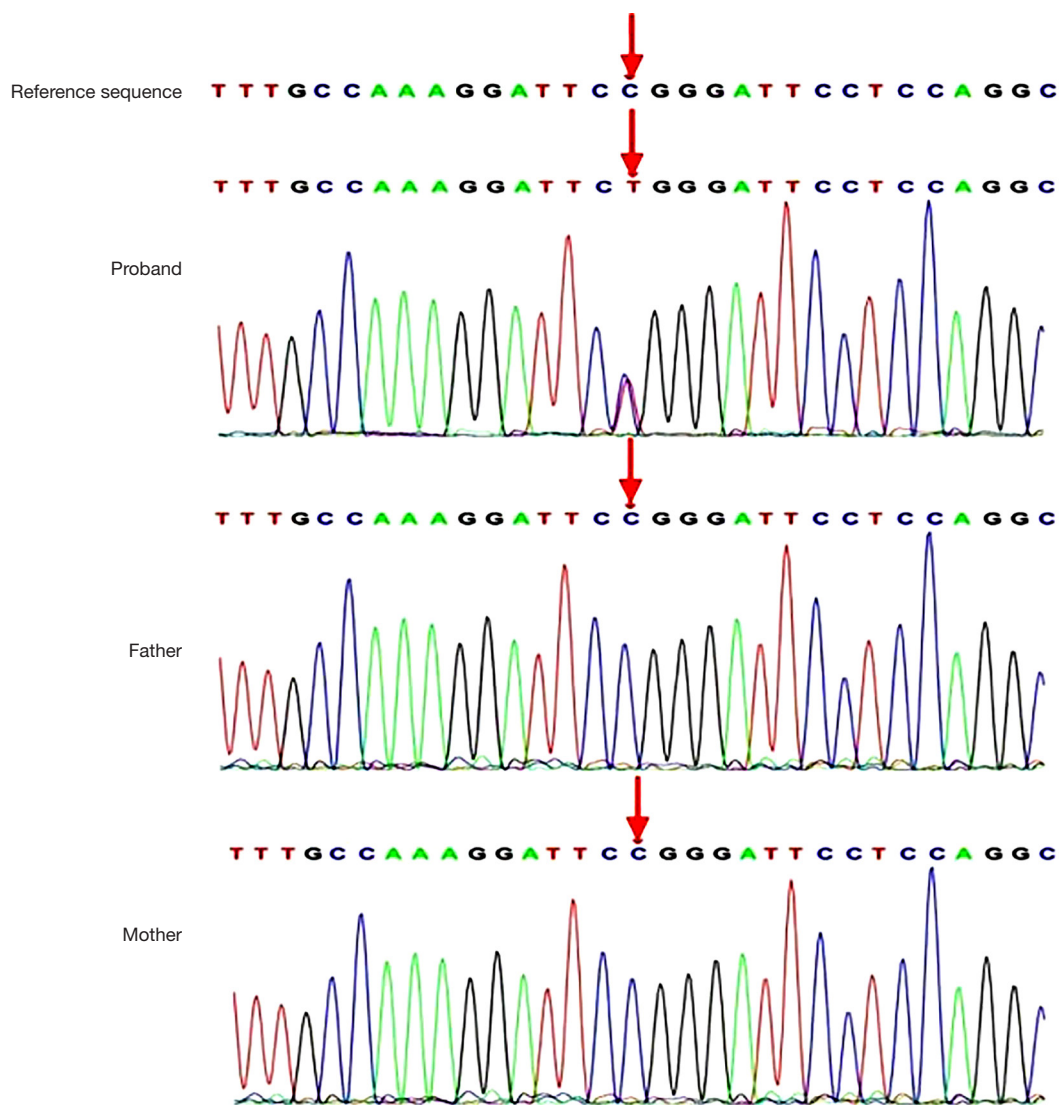 Reference sequence T T T G C C A A A G G A T T C C G G G A T T C C T C C A G G C
T T T G C C A A A G G A T T C T G G G A T T C C T C C A G G C
Proband
T T T G C C A A A G G A T T C C G G G A T T C C T C C A G G C
Father
T T T G C C A A A G G A T T C C G G G A T T C C T C C A G G C
Mother